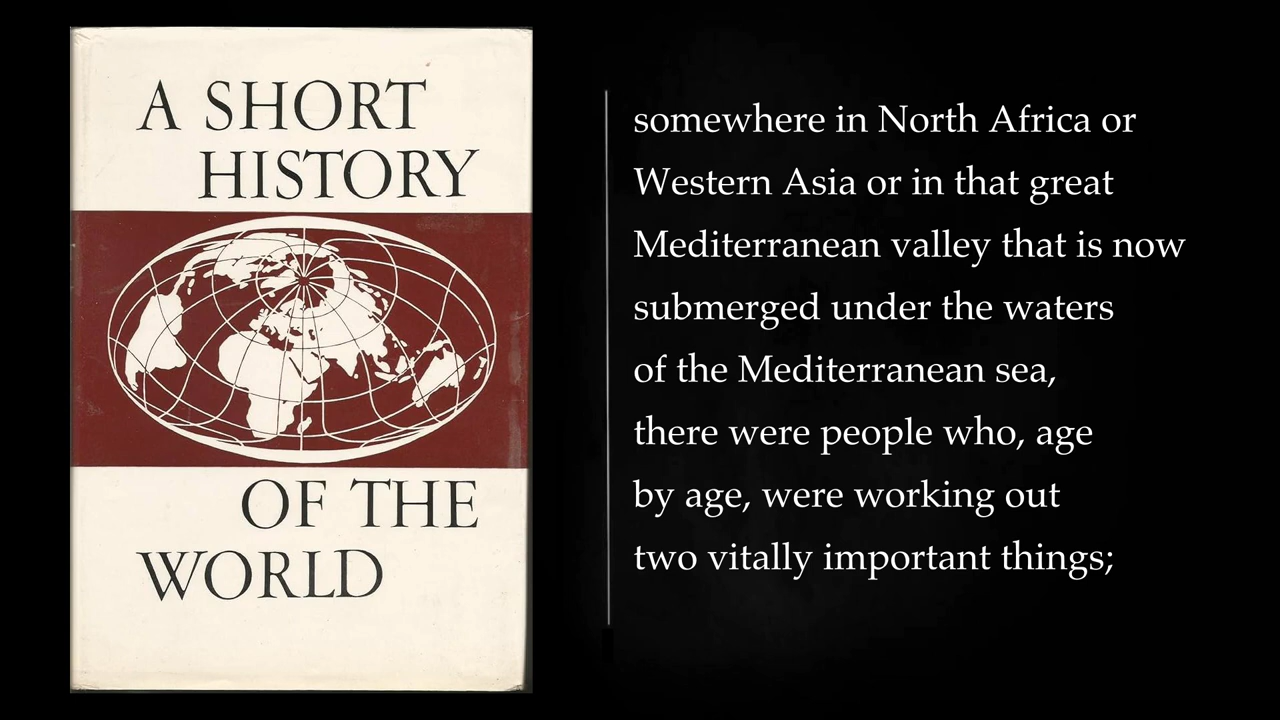 A SHORT
HISTORY
OF THE
WORLD
somewhere in North Africa or
Western Asia or in that great
Mediterranean valley that is now
submerged under the waters
of the Mediterranean sea,
there were people who, age
by age, were working out
two vitally important things;